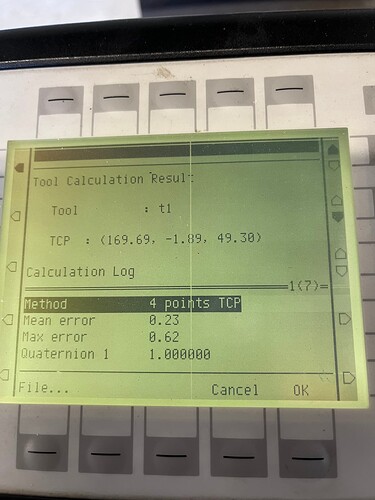 Tool Calculation Result
Tool : t1
TCP : (169.69, -1.89, 49.30)
Calculation Log
1(7)=
Method 4 points TCP
Mean error 0.23
Max error 0.62
Quaternion 1 1.000000
File... Cancel OK